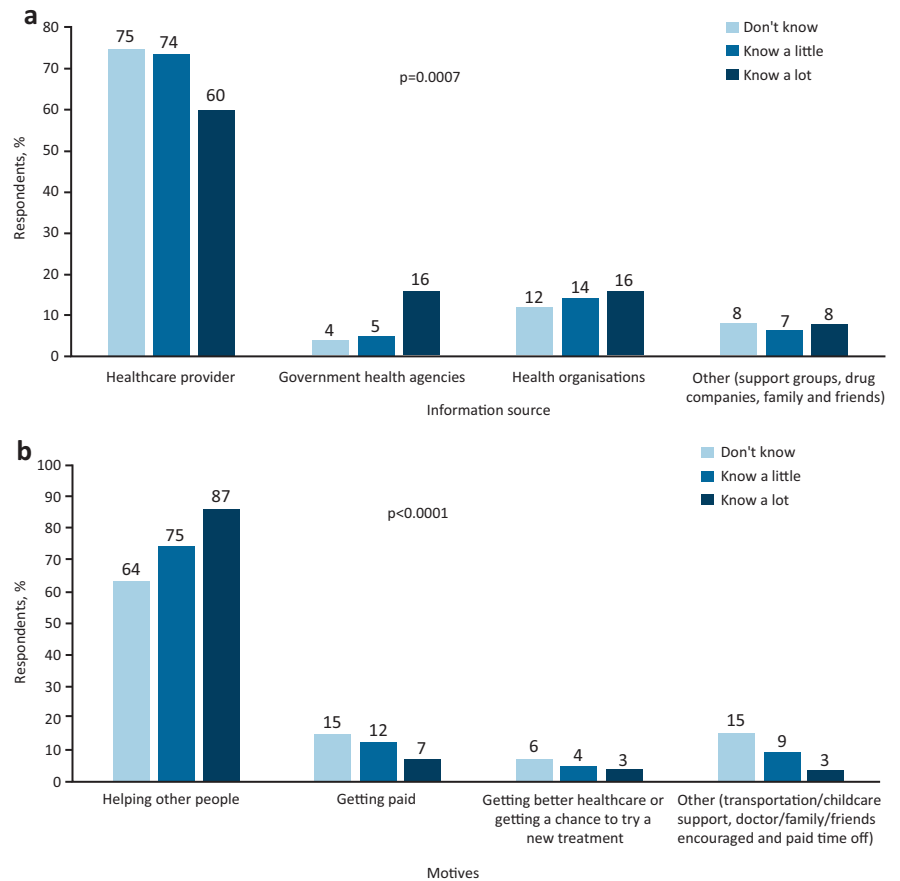 a
80
70
60
50
40
30
20
10
0
Respondents, %
75
74
60
4
5
16
12
14
16
8
7
8
p=0.0007
Don't know
Know a little
Know a lot
Healthcare provider
Government health agencies
Health organisations
Other (support groups, drug
companies, family and friends)
Information source
b
100
90
80
70
60
50
40
30
20
10
0
Respondents, %
64
75
87
15
12
7
6
4
3
15
9
3
p<0.0001
Don't know
Know a little
Know a lot
Helping other people
Getting paid
Getting better healthcare or
getting a chance to try a
new treatment
Other (transportation/childcare
support, doctor/family/friends
encouraged and paid time off)
Motives